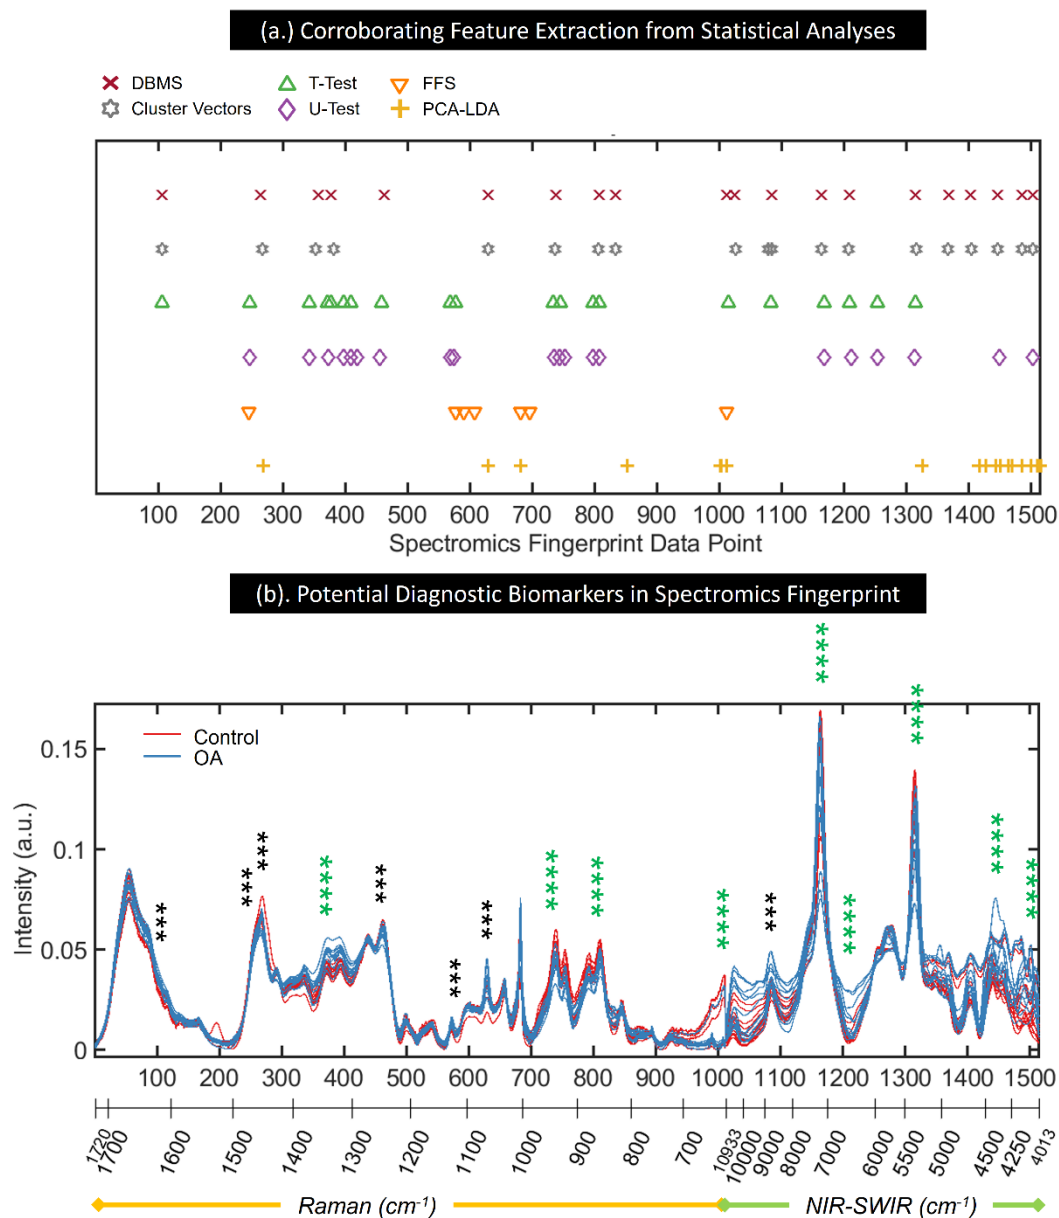 (a.) Corroborating Feature Extraction from Statistical Analyses
DBMS T-Test FFS
Cluster Vectors U-Test PCA-LDA
100 200 300 400 500 600 700 800 900 1000 1100 1200 1300 1400 1500
Spectromics Fingerprint Data Point
(b). Potential Diagnostic Biomarkers in Spectromics Fingerprint
Control
OA
Intensity (a.u.)
0.15
0.1
0.05
0
**** *** *** **** *** *** *** **** **** **** *** **** **** **** **** ****
100 200 300 400 500 600 700 800 900 1000 1100 1200 1300 1400 1500
1720 1700 1600 1500 1400 1300 1200 1100 1000 900 800 700 10933 10000 9000 8000 7000 6000 5500 5000 4500 4250 4013
Raman (cm-1) NIR-SWIR (cm-1)